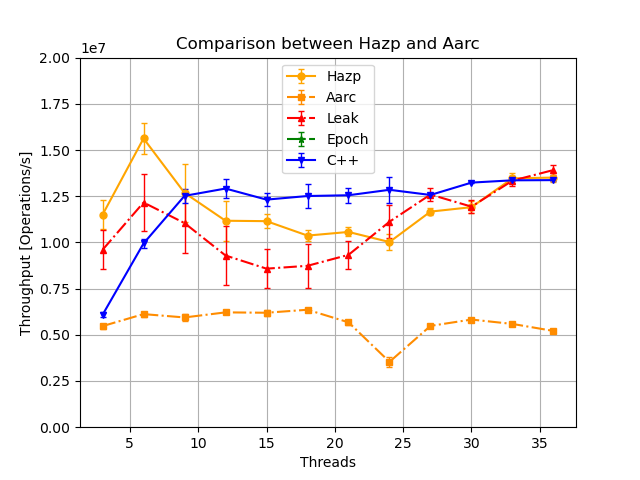 Comparison between Hazp and Aarc
1e7
2.00
1.75
1.50
1.25
1.00
0.75
0.50
0.25
0.00
Throughput [Operations/s]
Hazp
Aarc
Leak
Epoch
C++
5 10 15 20 25 30 35
Threads